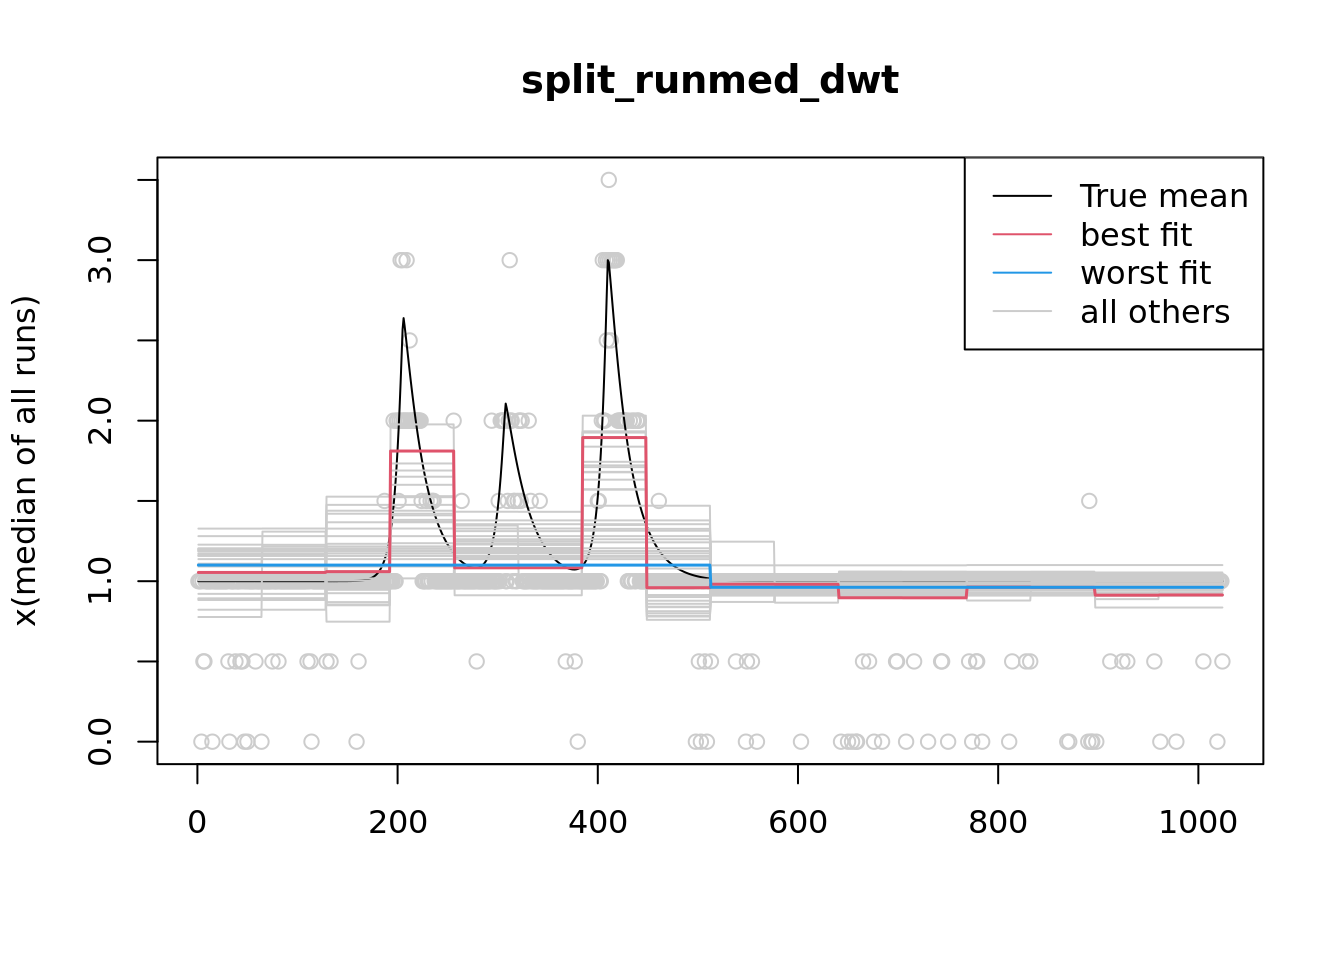 split_runmed_dwt
x(median of all runs)
3.0
2.0
1.0
0.0
True mean
best fit
worst fit
all others
0 200 400 600 800 1000